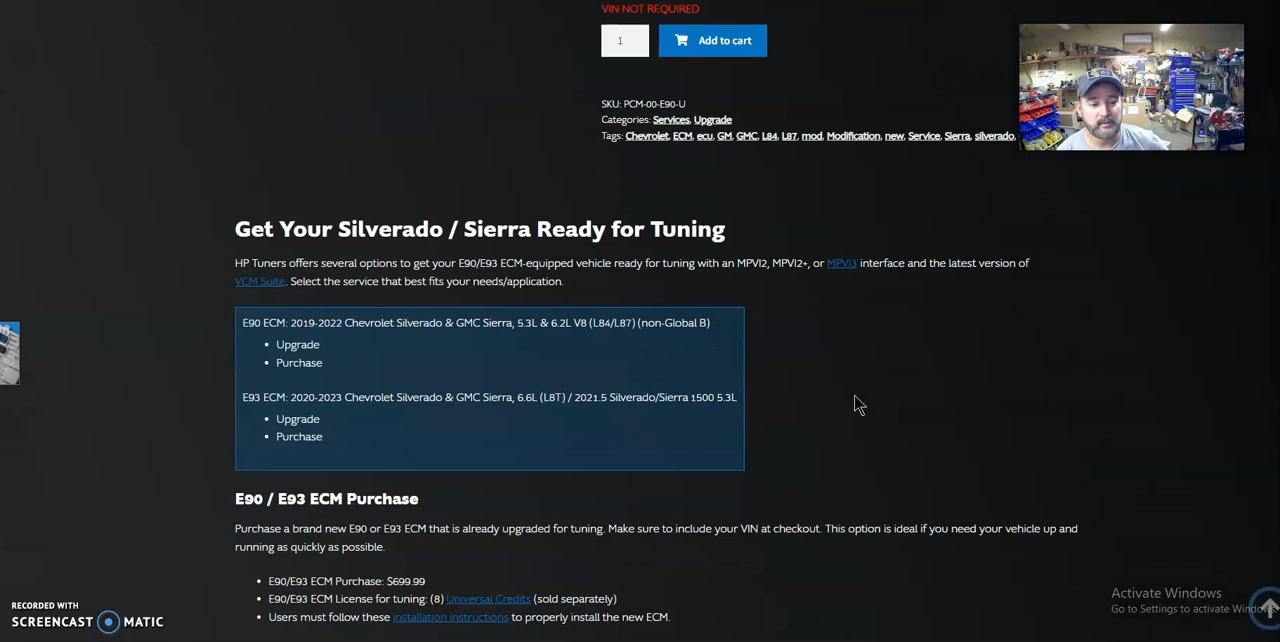 VIN NOT REQUIRED
1
Add to cart
SKU: PCM-00-E90-U
Categories: Services, Upgrade
Tags: Chevrolet, ECM, ecu, GM, GMC, L84, L87, mod, Modification, new, Service, Sierra, silverado,
Get Your Silverado / Sierra Ready for Tuning
HP Tuners offers several options to get your E90/E93 ECM-equipped vehicle ready for tuning with an MPVI2, MPVI2+, or MPVI3 interface and the latest version of
VCM Suite. Select the service that best fits your needs/application.
E90 ECM: 2019-2022 Chevrolet Silverado & GMC Sierra, 5.3L & 6.2L V8 (L84/L87) (non-Global B)
• Upgrade
• Purchase
E93 ECM: 2020-2023 Chevrolet Silverado & GMC Sierra, 6.6L (L8T) / 2021.5 Silverado/Sierra 1500 5.3L
• Upgrade
• Purchase
E90 / E93 ECM Purchase
Purchase a brand new E90 or E93 ECM that is already upgraded for tuning. Make sure to include your VIN at checkout. This option is ideal if you need your vehicle up and
running as quickly as possible.
• E90/E93 ECM Purchase: $699.99
• E90/E93 ECM License for tuning: (8) Universal Credits (sold separately)
• Users must follow these installation instructions to properly install the new ECM.
Activate Windows
Go to Settings to activate Windows
RECORDED WITH
SCREENCAST MATIC